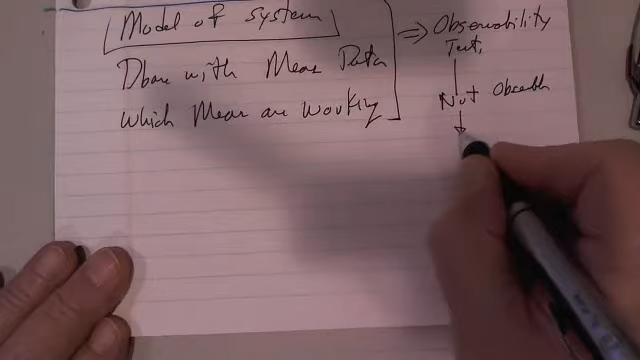 Model of system
Dbase with Meas Data
which Meas are working
⇒ Observability
Test,
Not Observable